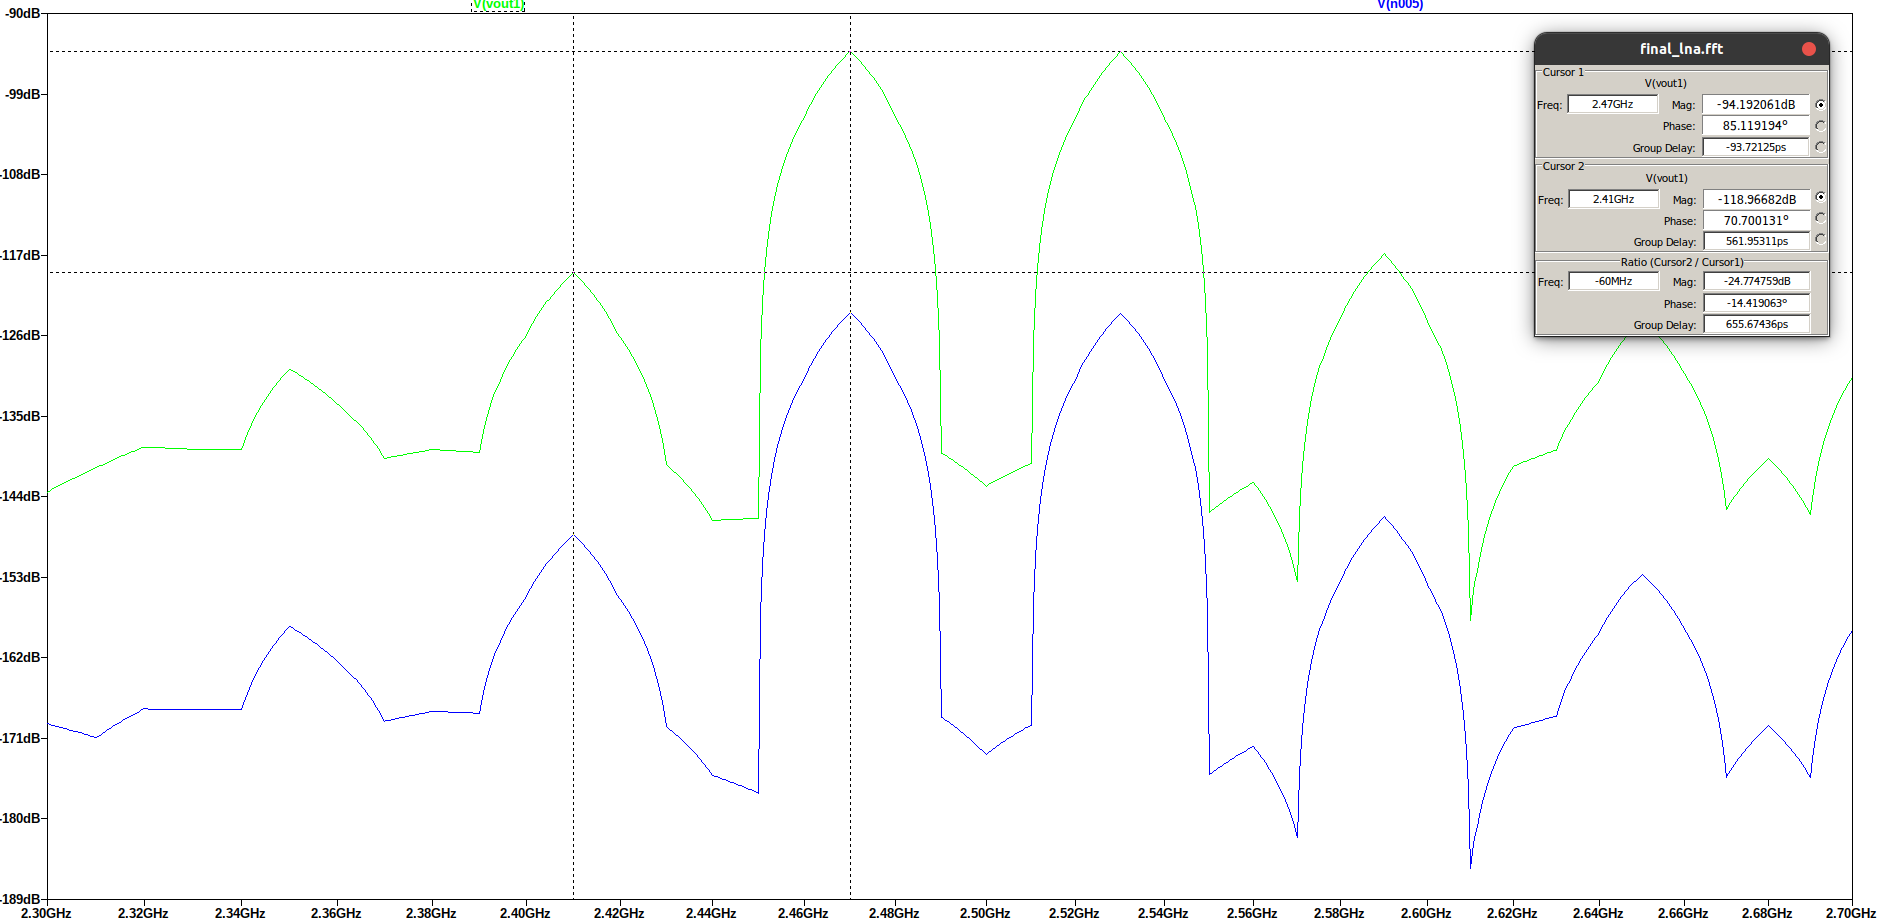 V(vout1)
V(n005)
-90dB
-99dB
-108dB
-117dB
-126dB
-135dB
-144dB
-153dB
-162dB
-171dB
-180dB
-189dB
2.30GHz 2.32GHz 2.34GHz 2.36GHz 2.38GHz 2.40GHz 2.42GHz 2.44GHz 2.46GHz 2.48GHz 2.50GHz 2.52GHz 2.54GHz 2.56GHz 2.58GHz 2.60GHz 2.62GHz 2.64GHz 2.66GHz 2.68GHz 2.70GHz
final_lna.fft
Cursor 1
V(vout1)
Freq: 2.47GHz Mag: -94.192061dB
Phase: 85.119194°
Group Delay: -93.72125ps
Cursor 2
V(vout1)
Freq: 2.41GHz Mag: -118.96682dB
Phase: 70.700131°
Group Delay: 561.95311ps
Ratio (Cursor2 / Cursor1)
Freq: -60MHz Mag: -24.774759dB
Phase: -14.419063°
Group Delay: 655.67436ps